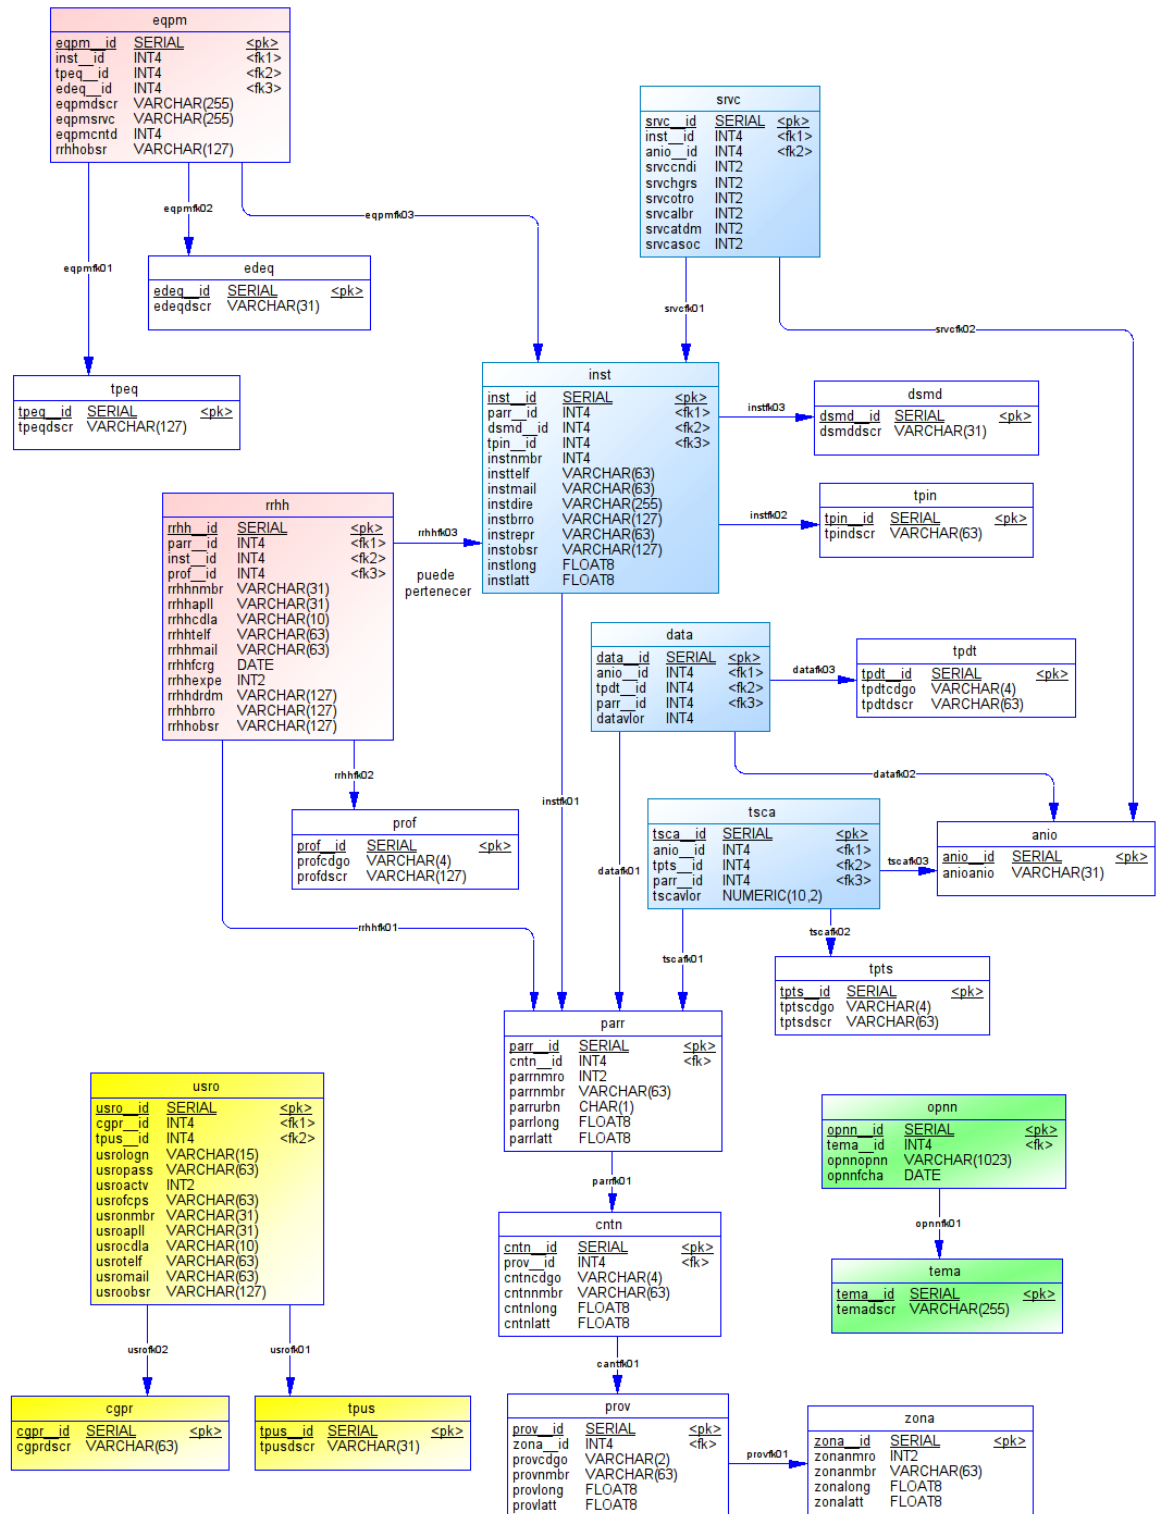 eqpm
eqpm__id SERIAL <pk>
inst__id INT4 <fk1>
tpeq__id INT4 <fk2>
edeq__id INT4 <fk3>
eqpmdscr VARCHAR(255)
eqpmsrvc VARCHAR(255)
eqpmcntd INT4
rrhhobsr VARCHAR(127)
srvc
srvc__id SERIAL <pk>
inst__id INT4 <fk1>
anio__id INT4 <fk2>
srvccndi INT2
srvchgrs INT2
srvcotro INT2
srvcalbr INT2
srvcatdm INT2
srvcasoc INT2
eqpmfk02
eqpmfk03
eqpmfk01
edeq
edeq__id SERIAL <pk>
edeqdscr VARCHAR(31)
srvcfk01
srvcfk02
tpeq
tpeq__id SERIAL <pk>
tpeqdscr VARCHAR(127)
inst
inst__id SERIAL <pk>
parr__id INT4 <fk1>
dsmd__id INT4 <fk2>
tpin__id INT4 <fk3>
instnmbr INT4
insttelf VARCHAR(63)
instmail VARCHAR(63)
instdire VARCHAR(255)
instbrro VARCHAR(127)
instrepr VARCHAR(63)
instobsr VARCHAR(127)
instlong FLOAT8
instlatt FLOAT8
instfk03
dsmd
dsmd__id SERIAL <pk>
dsmddscr VARCHAR(31)
instfk02
tpin
tpin__id SERIAL <pk>
tpindscr VARCHAR(63)
rrhh
rrhh__id SERIAL <pk>
parr__id INT4 <fk1>
inst__id INT4 <fk2>
prof__id INT4 <fk3>
rrhhnmbr VARCHAR(31)
rrhhapll VARCHAR(31)
rrhhcdla VARCHAR(10)
rrhhtelf VARCHAR(63)
rrhhmail VARCHAR(63)
rrhhfcrg DATE
rrhhexpe INT2
rrhhdrdm VARCHAR(127)
rrhhbrro VARCHAR(127)
rrhhobsr VARCHAR(127)
rrhhfk03
puede
pertenecer
data
data__id SERIAL <pk>
anio__id INT4 <fk1>
tpdt__id INT4 <fk2>
parr__id INT4 <fk3>
datavlor INT4
datafk03
tpdt
tpdt__id SERIAL <pk>
tpdtcdgo VARCHAR(4)
tpdtdscr VARCHAR(63)
rrhhfk02
datafk02
instfk01
prof
prof__id SERIAL <pk>
profcdgo VARCHAR(4)
profdscr VARCHAR(127)
tsca
tsca__id SERIAL <pk>
anio__id INT4 <fk1>
tpts__id INT4 <fk2>
parr__id INT4 <fk3>
tscavlor NUMERIC(10,2)
tscafk03
anio
anio__id SERIAL <pk>
anioanio VARCHAR(31)
datafk01
rrhhfk01
tscafk02
tscafk01
tpts
tpts__id SERIAL <pk>
tptscdgo VARCHAR(4)
tptsdscr VARCHAR(63)
parr
parr__id SERIAL <pk>
cntn__id INT4 <fk>
parrnmro INT2
parrnmbr VARCHAR(63)
parrurbn CHAR(1)
parrlong FLOAT8
parrlatt FLOAT8
usro
usro__id SERIAL <pk>
cgpr__id INT4 <fk1>
tpus__id INT4 <fk2>
usrologn VARCHAR(15)
usropass VARCHAR(63)
usroactv INT2
usrofcps VARCHAR(63)
usronmbr VARCHAR(31)
usroapll VARCHAR(31)
usrocdla VARCHAR(10)
usrotelf VARCHAR(63)
usromail VARCHAR(63)
usroobsr VARCHAR(127)
opnn
opnn__id SERIAL <pk>
tema__id INT4 <fk>
opnnopnn VARCHAR(1023)
opnnfcha DATE
parrfk01
opnnfk01
cntn
cntn__id SERIAL <pk>
prov__id INT4 <fk>
cntncdgo VARCHAR(4)
cntnnmbr VARCHAR(63)
cntnlong FLOAT8
cntnlatt FLOAT8
tema
tema__id SERIAL <pk>
temadscr VARCHAR(255)
usrofk02
usrofk01
cantfk01
cgpr
cgpr__id SERIAL <pk>
cgprdscr VARCHAR(63)
tpus
tpus__id SERIAL <pk>
tpusdscr VARCHAR(31)
prov
prov__id SERIAL <pk>
zona__id INT4 <fk>
provcdgo VARCHAR(2)
provnmbr VARCHAR(63)
provlong FLOAT8
provlatt FLOAT8
provfk01
zona
zona__id SERIAL <pk>
zonanmro INT2
zonanmbr VARCHAR(63)
zonalong FLOAT8
zonalatt FLOAT8